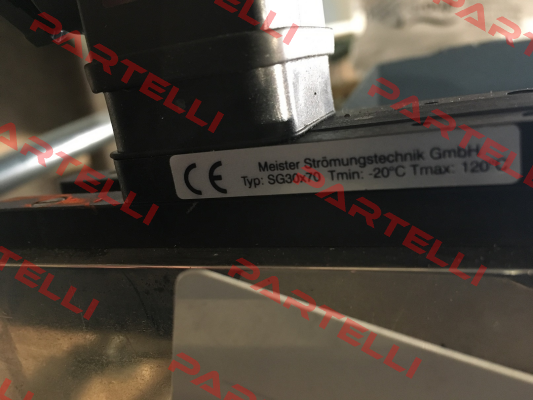 PARTELLI
PARTELLI
PARTELLI
CE
Meister Strömungstechnik GmbH
Typ: SG30x70 Tmin: -20°C Tmax: 120°C
PARTELLI
PARTELLI
PARTELLI
PARTELLI